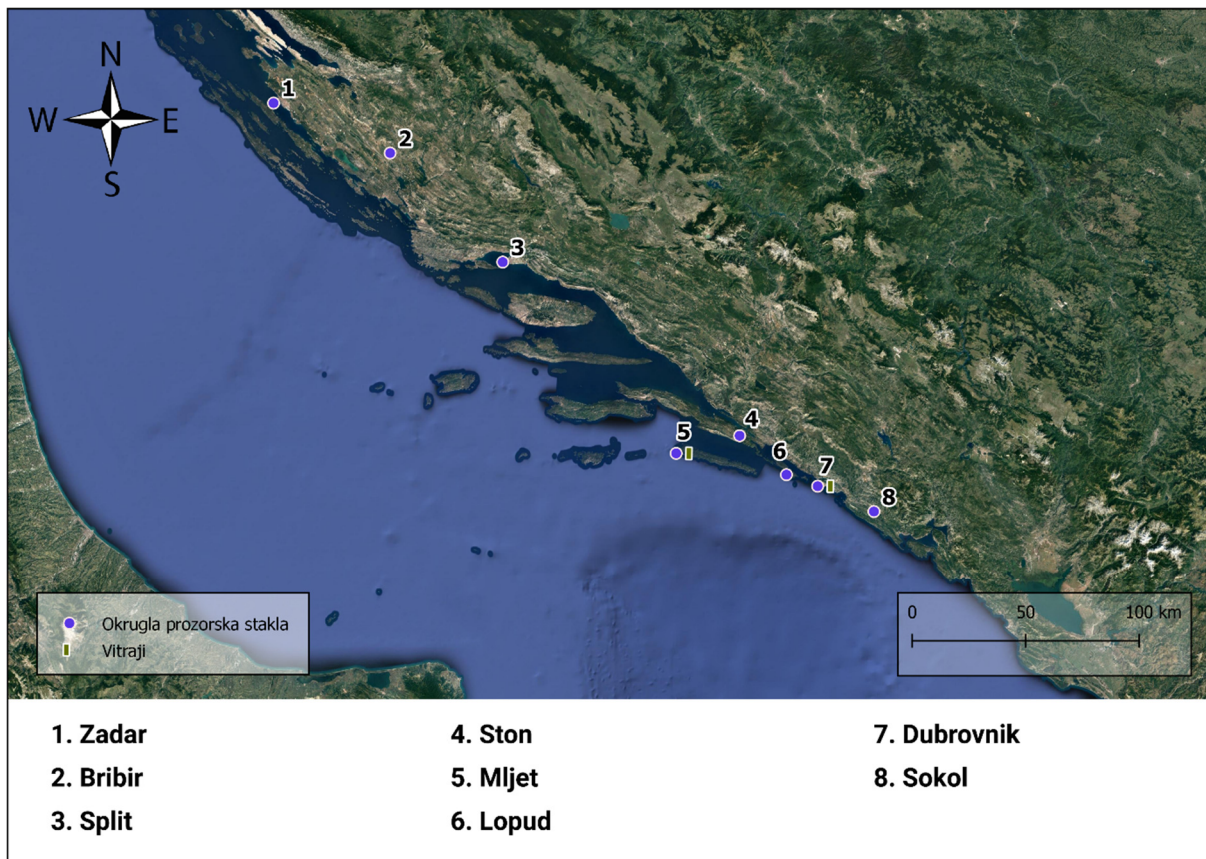 N
W E
S
1
2
3
4
5
6
7
8
Okrugla prozorska stakla
Vitraji
0 50 100 km
1. Zadar
2. Bribir
3. Split
4. Ston
5. Mljet
6. Lopud
7. Dubrovnik
8. Sokol